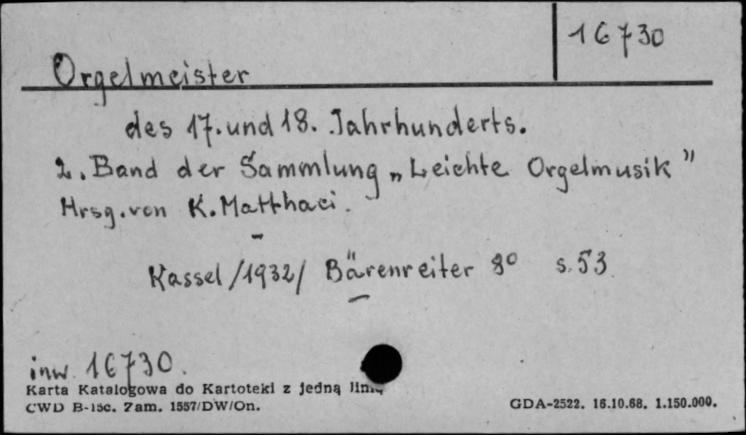 16730
Orgelmeister
des 17. und 18. Jahrhunderts.
2. Band der Sammlung „Leichte Orgelmusik"
Hrsg. von K. Matthaei.
Kassel /1932/ Bärenreiter 8° s. 53
inw. 16730.
Karta Katalogowa do Kartoteki z jedną
CWD B-15c. Zam. 1557/DW/On.
GDA-2522. 16.10.68. 1.150.000.